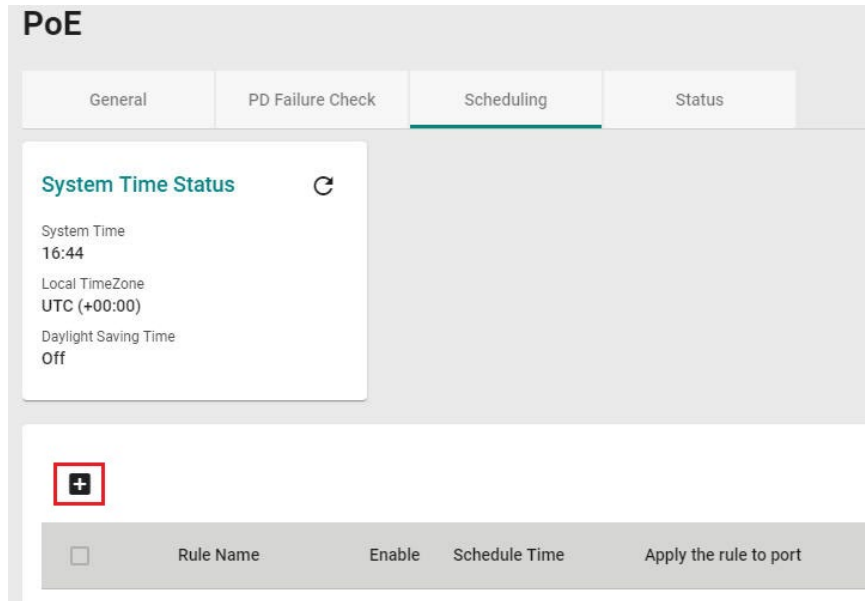 PoE
General PD Failure Check Scheduling Status
System Time Status
System Time
16:44
Local TimeZone
UTC (+00:00)
Daylight Saving Time
Off
Rule Name Enable Schedule Time Apply the rule to port